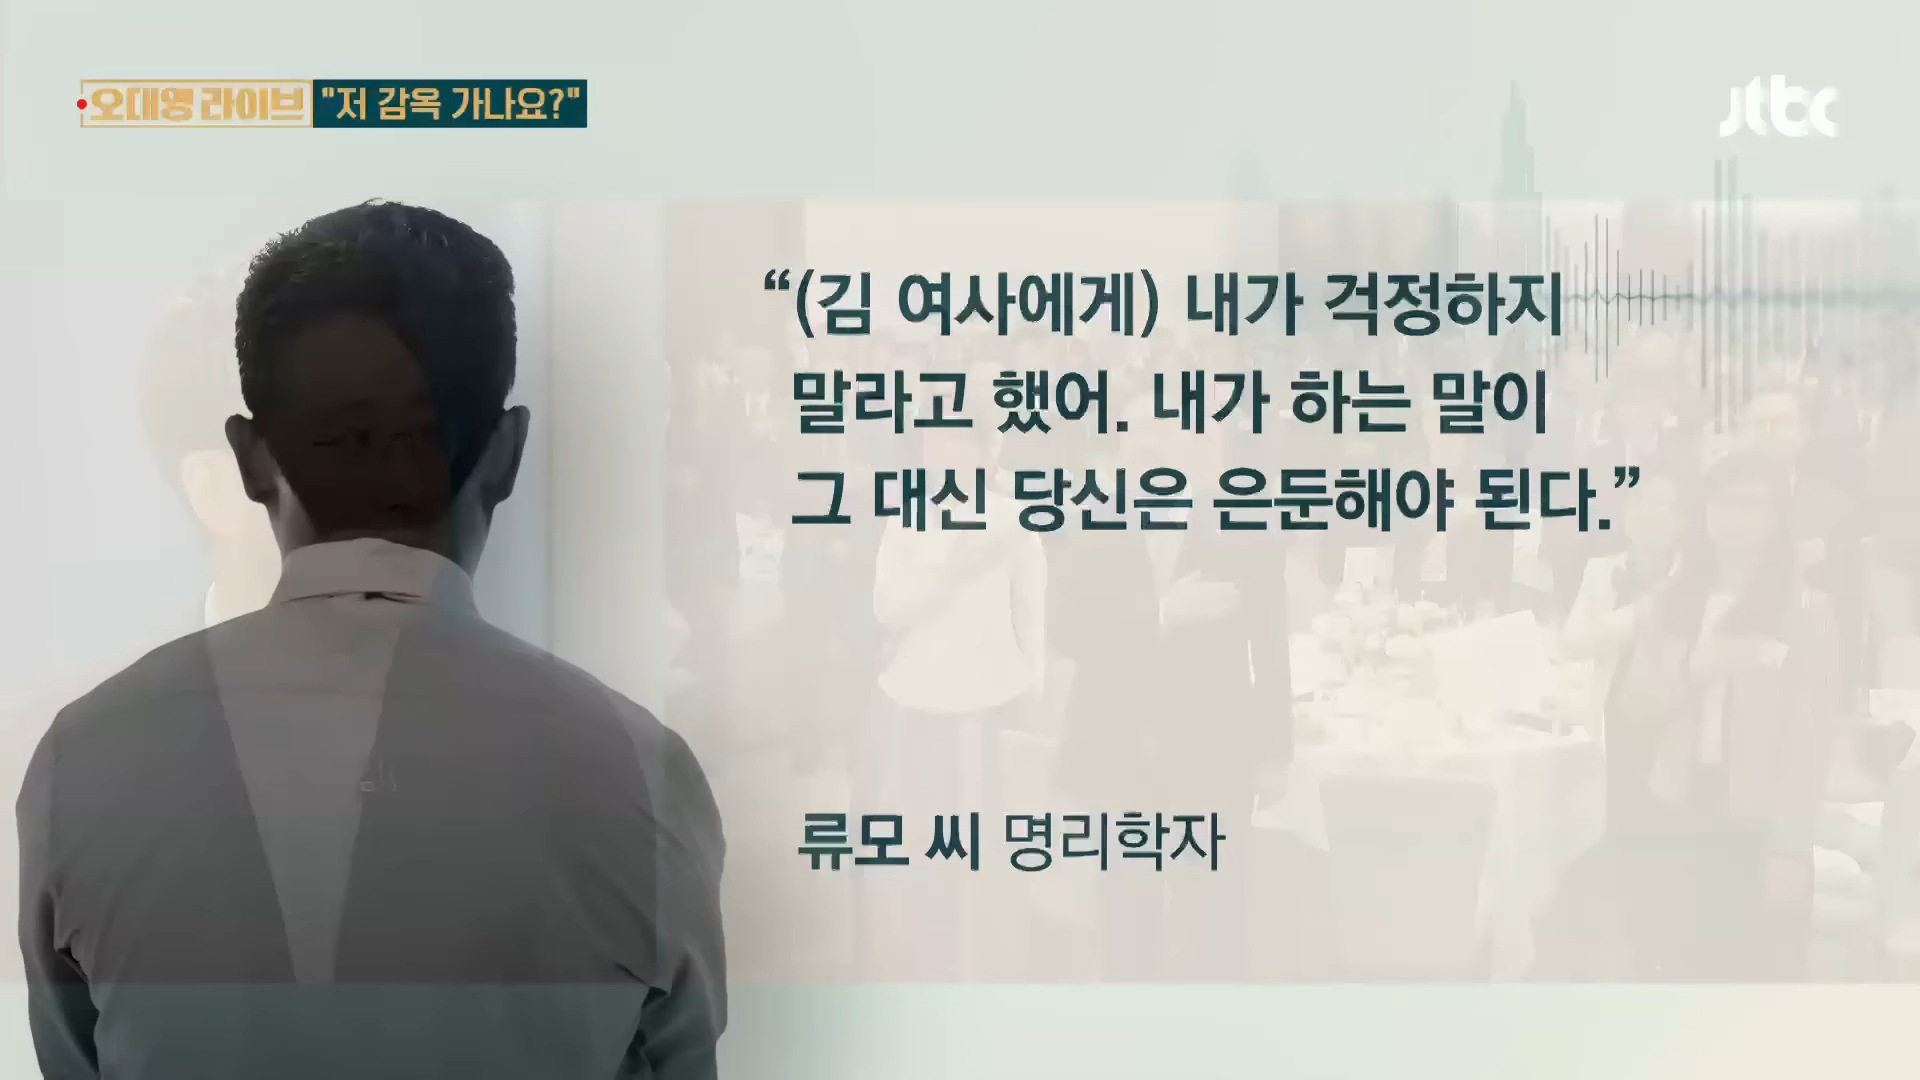 오대영 라이브 "저 감옥 가나요?"
jtbc
“(김 여사에게) 내가 걱정하지
말라고 했어. 내가 하는 말이
그 대신 당신은 은둔해야 된다.”
류모 씨 명리학자